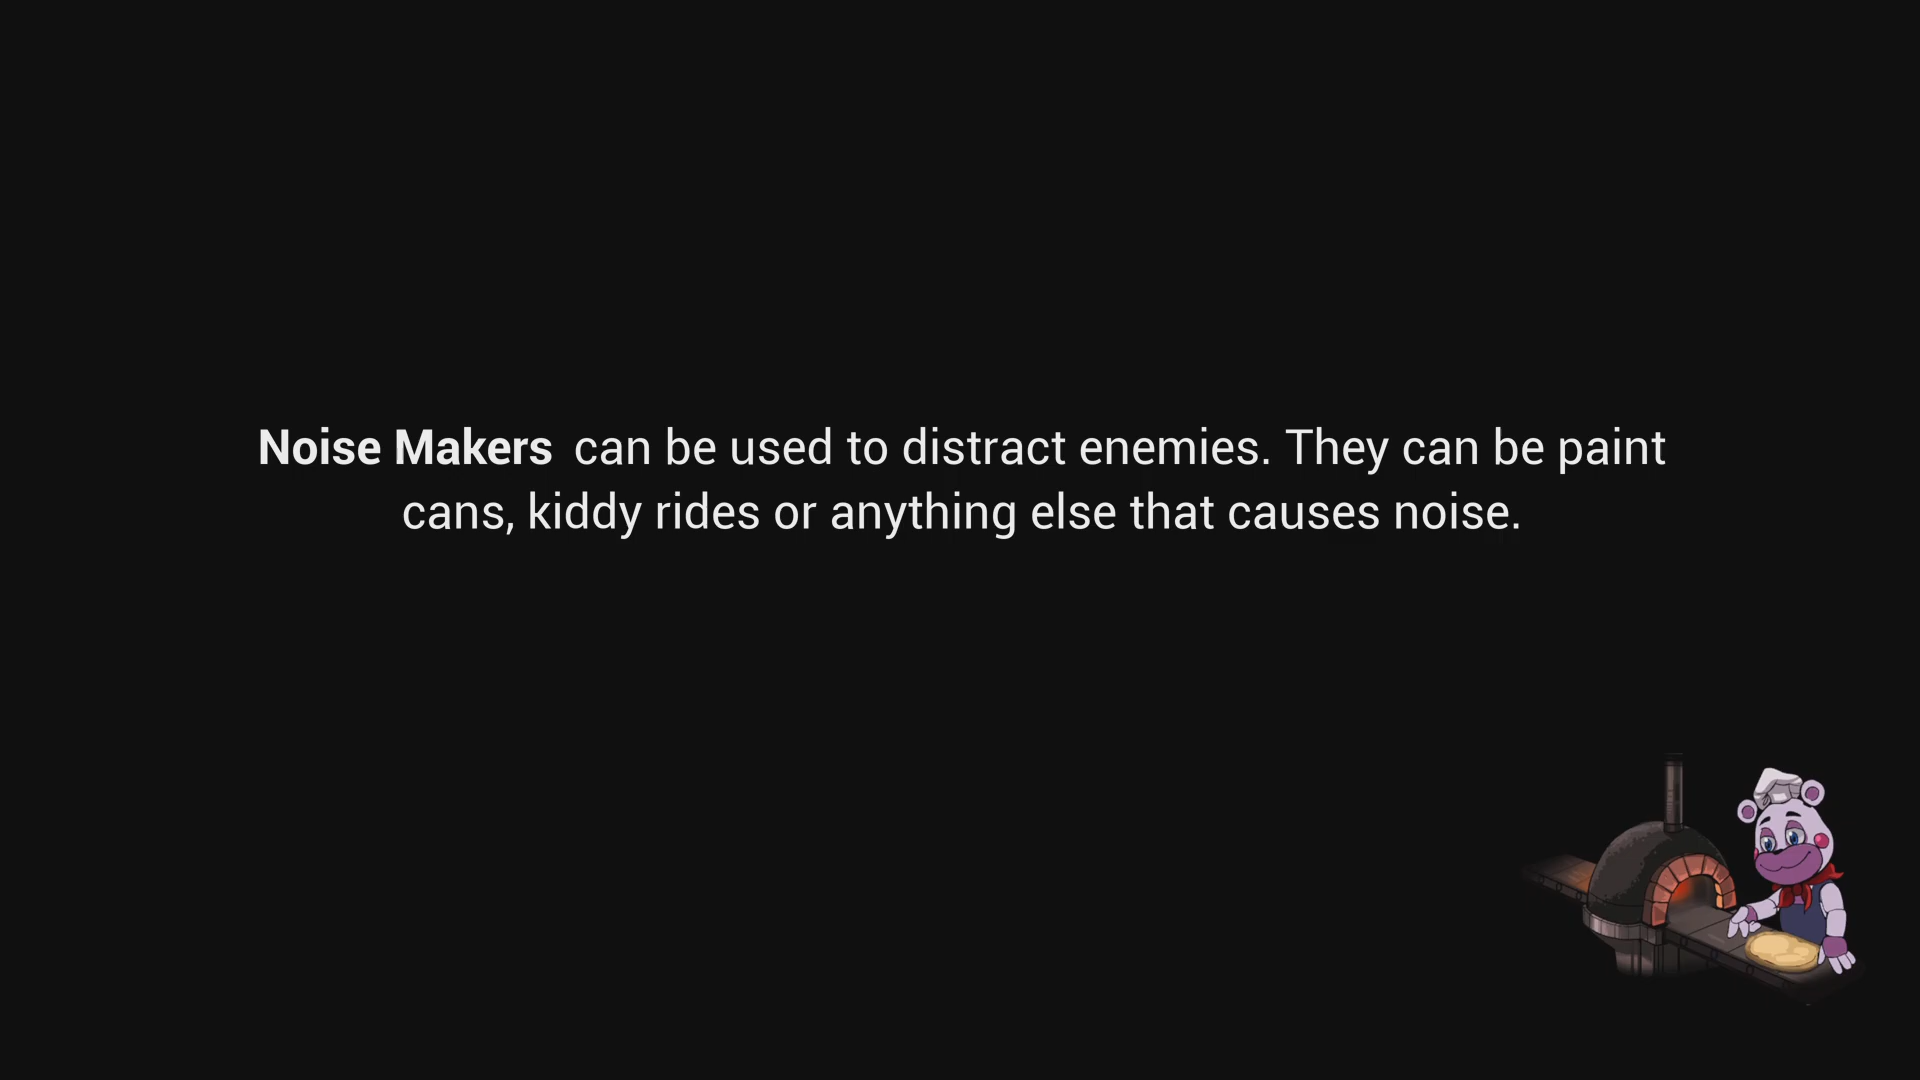 Noise Makers can be used to distract enemies. They can be paint
cans, kiddy rides or anything else that causes noise.